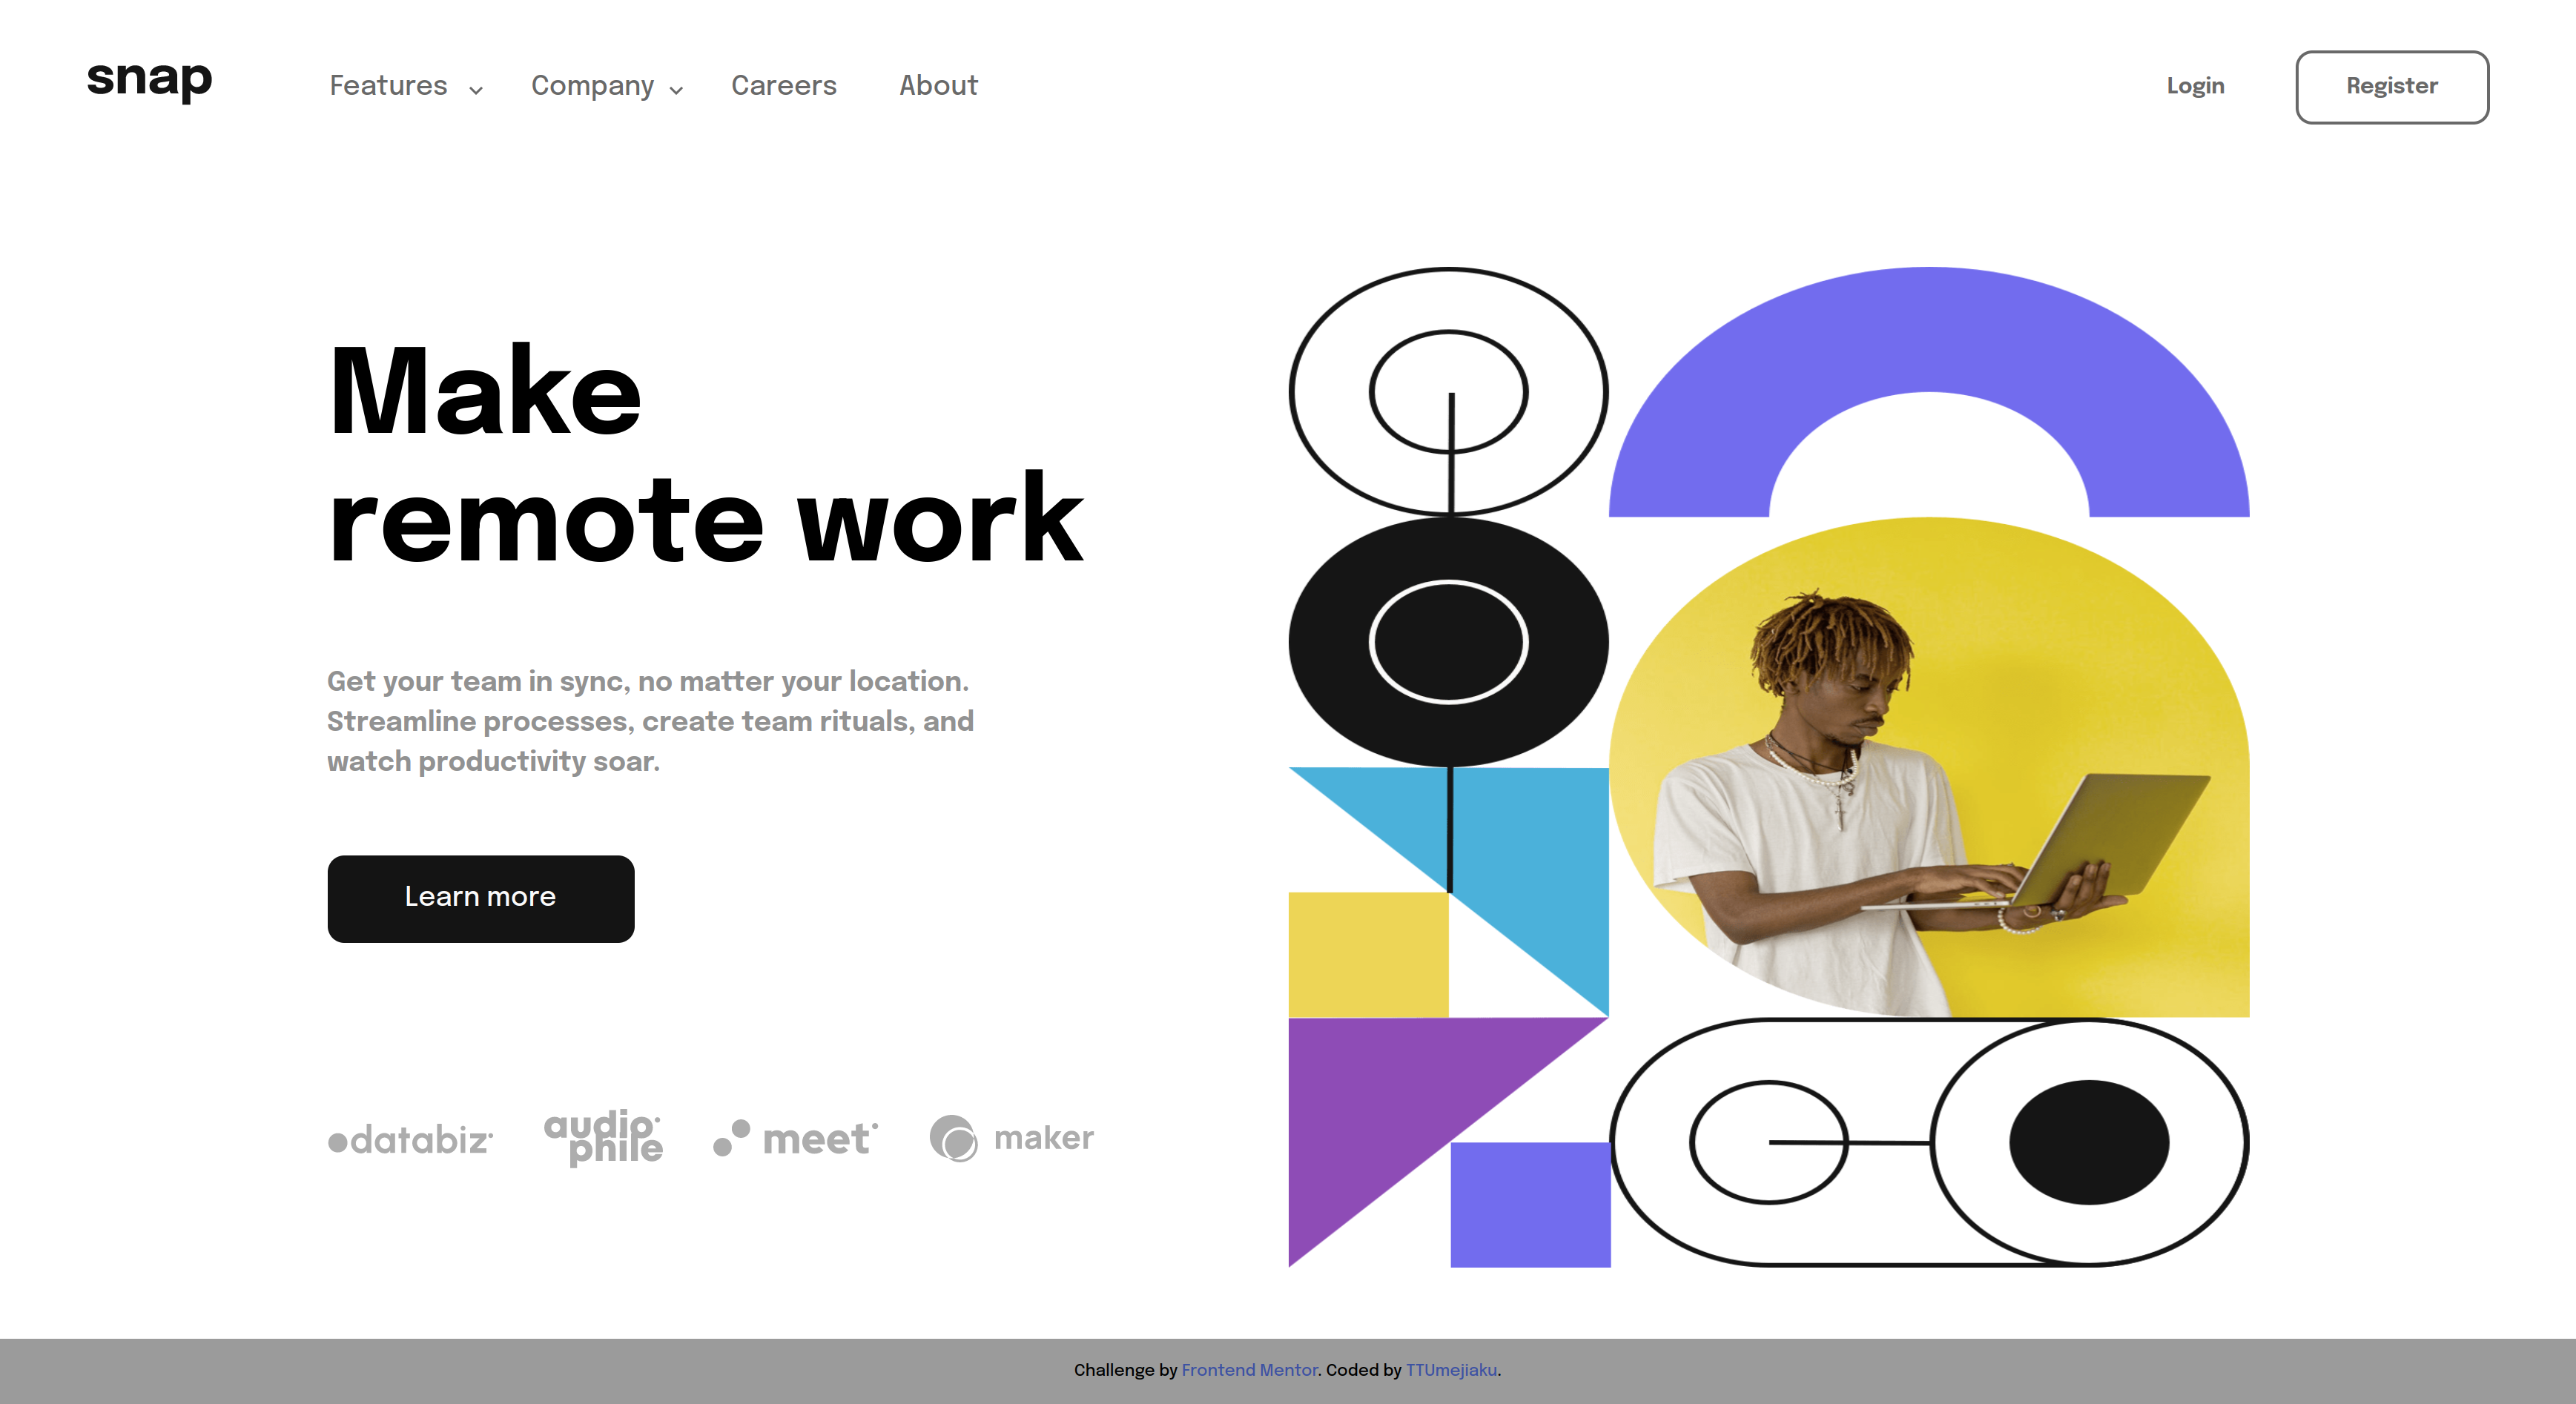 snap
Features
Company
Careers
About
Login
Register
Make
remote work
Get your team in sync, no matter your location.
Streamline processes, create team rituals, and
watch productivity soar.
Learn more
databiz
audiophile
meet
maker
Challenge by Frontend Mentor. Coded by TTUmejiaku.